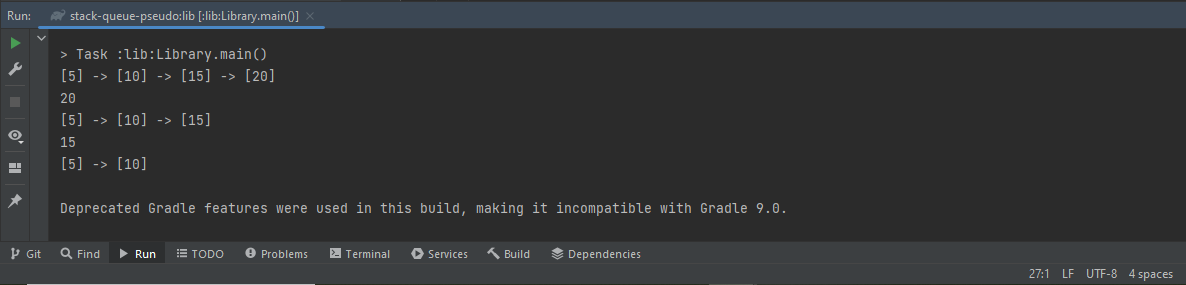 Run: stack-queue-pseudo:lib [:lib:Library.main()]
> Task :lib:Library.main()
[5] -> [10] -> [15] -> [20]
20
[5] -> [10] -> [15]
15
[5] -> [10]
Deprecated Gradle features were used in this build, making it incompatible with Gradle 9.0.
Git Find Run TODO Problems Terminal Services Build Dependencies
27:1 LF UTF-8 4 spaces